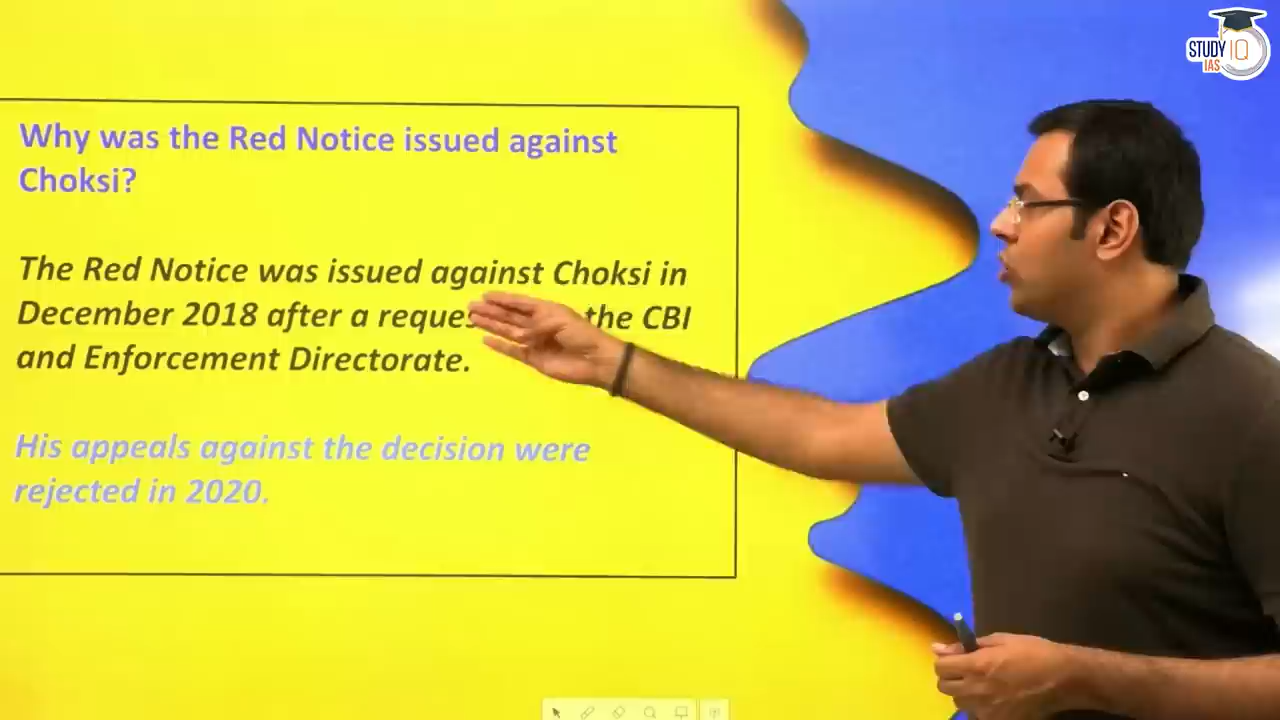 STUDY IQ
IAS
Why was the Red Notice issued against
Choksi?
The Red Notice was issued against Choksi in
December 2018 after a reques the CBI
and Enforcement Directorate.
His appeals against the decision were
rejected in 2020.